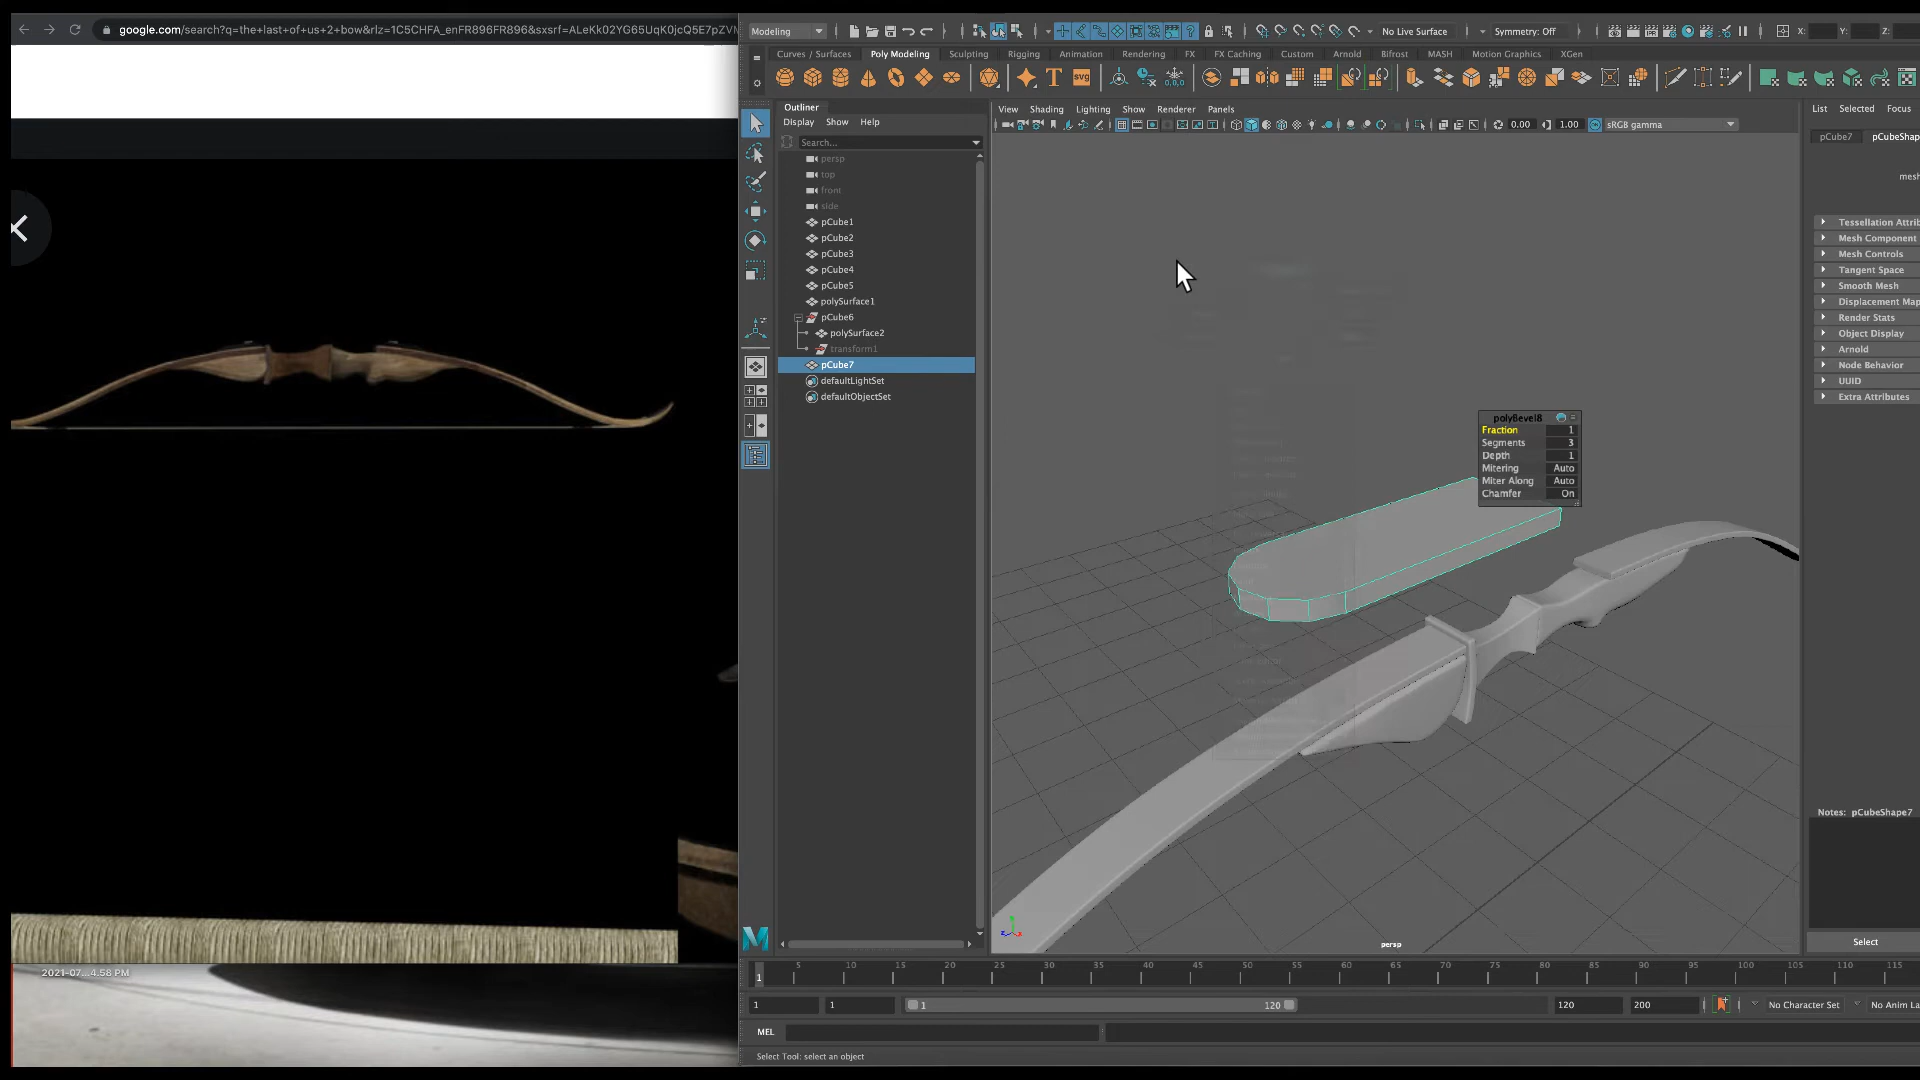 google.com/search?q=the+last+of+us+2+bow&rlz=1C5CHFA_enFR896FR896&sxsrf=ALeKk02YG65UqK0jcQ5E7pZVM
2021-07...4.58 PM
Modeling
No Live Surface
Symmetry: Off
X:
Y:
Z:
Curves / Surfaces
Poly Modeling
Sculpting
Rigging
Animation
Rendering
FX
FX Caching
Custom
Arnold
Bifrost
MASH
Motion Graphics
XGen
Outliner
Display
Show
Help
Search...
persp
top
front
side
pCube1
pCube2
pCube3
pCube4
pCube5
polySurface1
pCube6
polySurface2
transform1
pCube7
defaultLightSet
defaultObjectSet
View
Shading
Lighting
Show
Renderer
Panels
0.00
1.00
sRGB gamma
polyBevel8
Fraction 1
Segments 3
Depth 1
Mitering Auto
Miter Along Auto
Chamfer On
persp
List
Selected
Focus
pCube7
pCubeShap
mesh
Tessellation Attrib
Mesh Component
Mesh Controls
Tangent Space
Smooth Mesh
Displacement Map
Render Stats
Object Display
Arnold
Node Behavior
UUID
Extra Attributes
Notes: pCubeShape7
Select
1
5 10 15 20 25 30 35 40 45 50 55 60 65 70 75 80 85 90 95 100 105 110 115
1
1
1
120
120
200
No Character Set
No Anim La
MEL
Select Tool: select an object